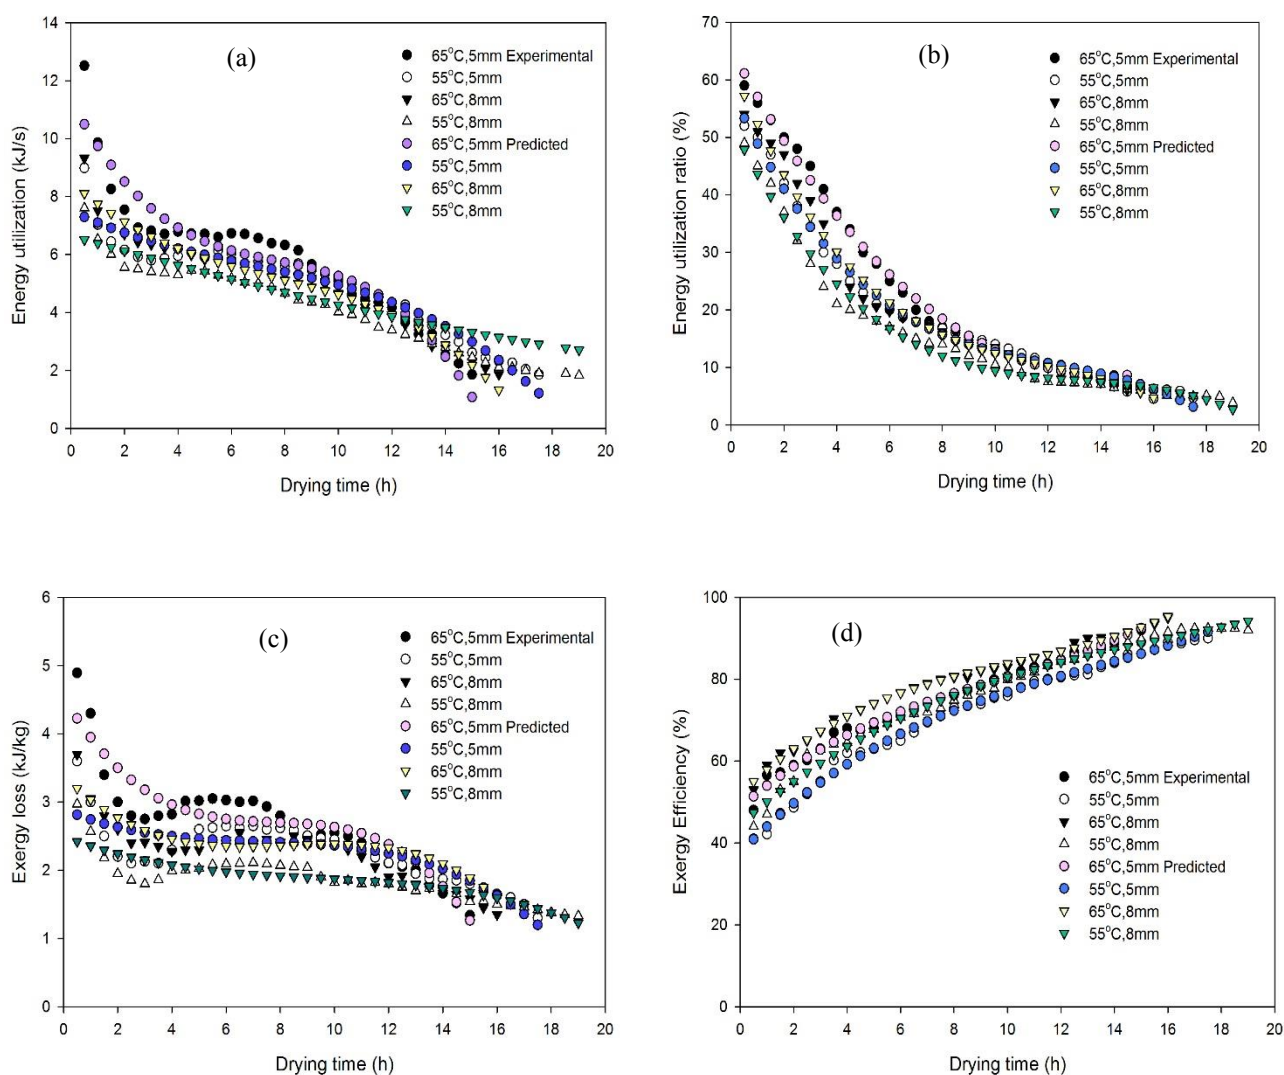 (a)
Energy utilization (kJ/s)
14
12
10
8
6
4
2
0
65°C,5mm Experimental
55°C,5mm
65°C,8mm
55°C,8mm
65°C,5mm Predicted
55°C,5mm
65°C,8mm
55°C,8mm
0 2 4 6 8 10 12 14 16 18 20
Drying time (h)
(b)
Energy utilization ratio (%)
70
60
50
40
30
20
10
0
65°C,5mm Experimental
55°C,5mm
65°C,8mm
55°C,8mm
65°C,5mm Predicted
55°C,5mm
65°C,8mm
55°C,8mm
0 2 4 6 8 10 12 14 16 18 20
Drying time (h)
(c)
Exergy loss (kJ/kg)
6
5
4
3
2
1
0
65°C,5mm Experimental
55°C,5mm
65°C,8mm
55°C,8mm
65°C,5mm Predicted
55°C,5mm
65°C,8mm
55°C,8mm
0 2 4 6 8 10 12 14 16 18 20
Drying time (h)
(d)
Exergy Efficiency (%)
100
80
60
40
20
0
65°C,5mm Experimental
55°C,5mm
65°C,8mm
55°C,8mm
65°C,5mm Predicted
55°C,5mm
65°C,8mm
55°C,8mm
0 2 4 6 8 10 12 14 16 18 20
Drying time (h)